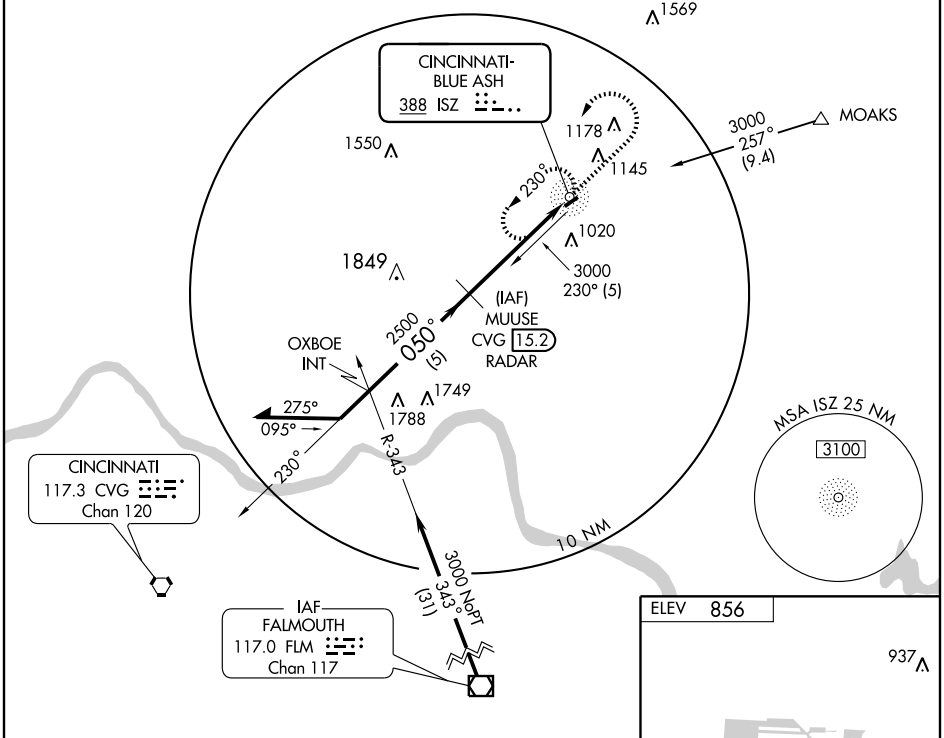 1569
CINCINNATI-
BLUE ASH
388 ISZ
1550
1178
1145
3000
257°
(9.4)
MOAKS
230°
1020
3000
230° (5)
1849
(IAF)
MUUSE
CVG 15.2
RADAR
2500
050°
(5)
OXBOE
INT
1749
1788
275°
095°
230°
R-343
MSA ISZ 25 NM
3100
CINCINNATI
117.3 CVG
Chan 120
10 NM
3000 NoPT
343°
(31)
IAF
FALMOUTH
117.0 FLM
Chan 117
ELEV 856
937